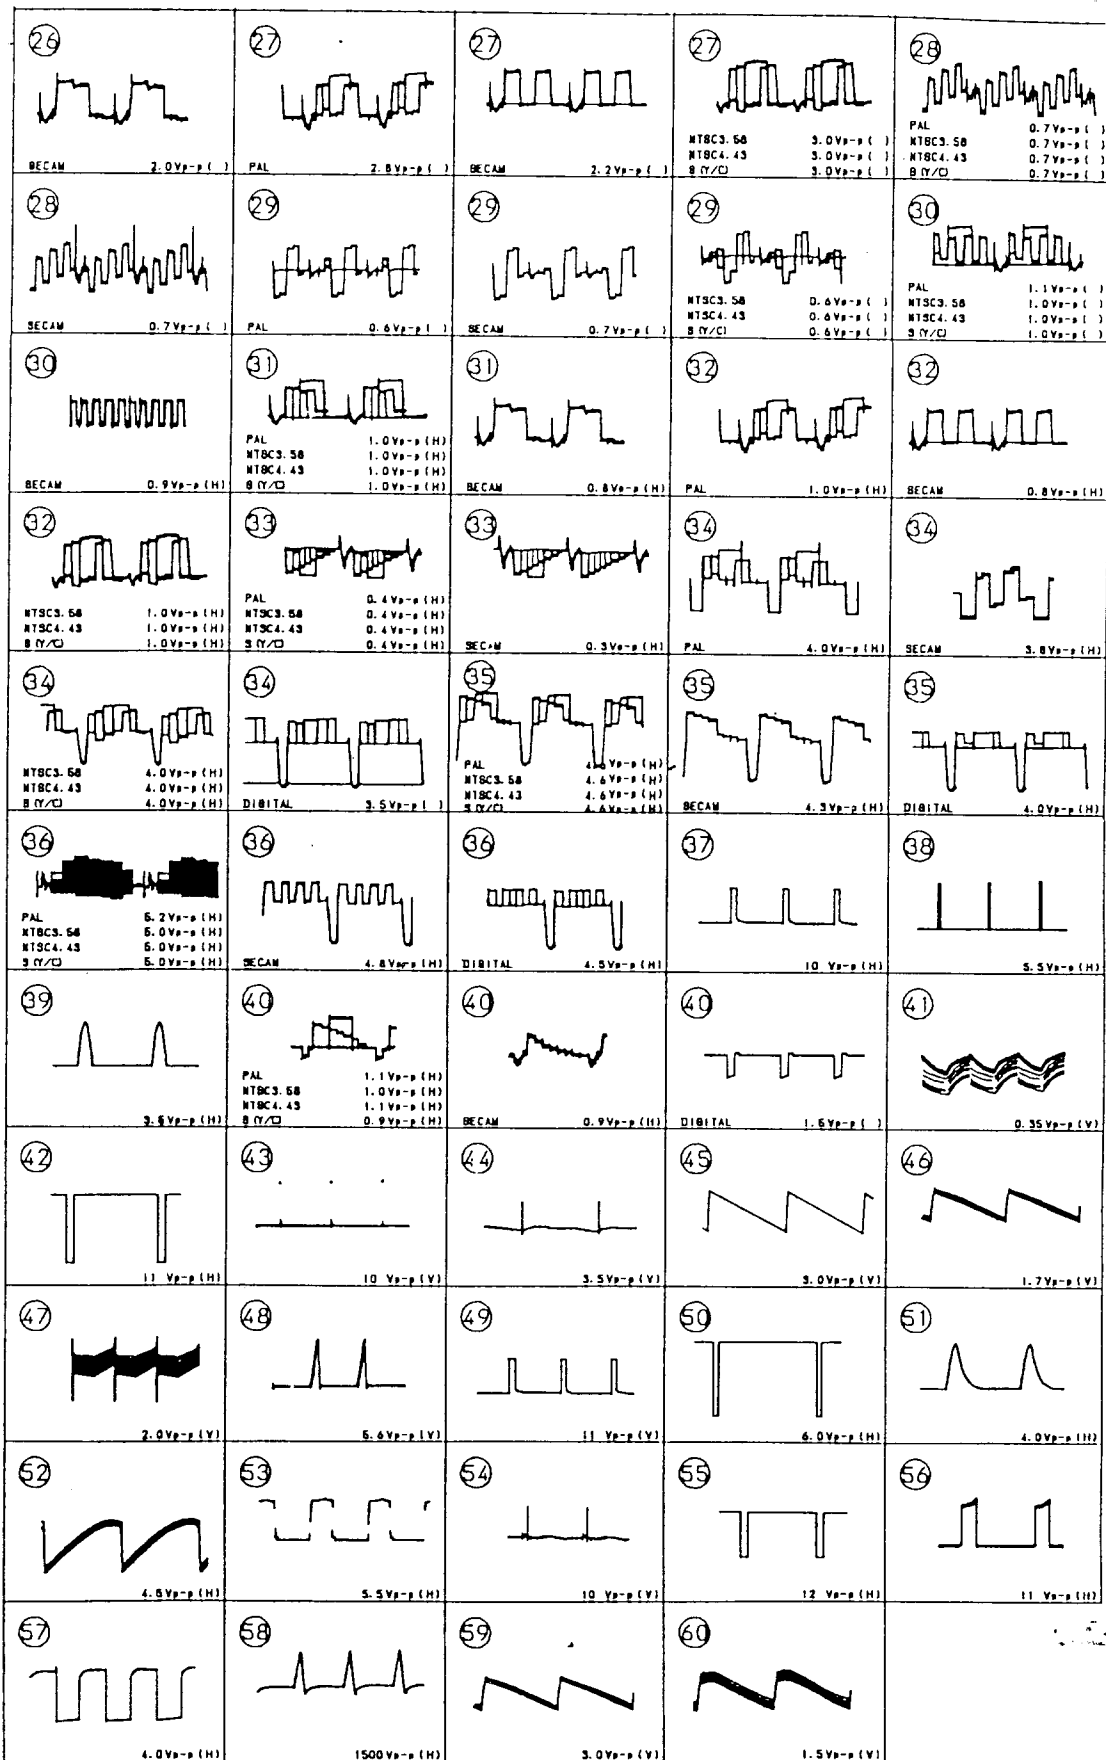 26
SECAM 2.0Vp-p ( )
27
PAL 2.8Vp-p ( )
27
SECAM 2.2Vp-p ( )
27
NTSC3.58 3.0Vp-p ( )
NTSC4.43 3.0Vp-p ( )
S (Y/C) 3.0Vp-p ( )
28
PAL 0.7Vp-p ( )
NTSC3.58 0.7Vp-p ( )
NTSC4.43 0.7Vp-p ( )
S (Y/C) 0.7Vp-p ( )
28
SECAM 0.7Vp-p ( )
29
PAL 0.6Vp-p ( )
29
SECAM 0.7Vp-p ( )
29
NTSC3.58 0.6Vp-p ( )
NTSC4.43 0.6Vp-p ( )
S (Y/C) 0.6Vp-p ( )
30
PAL 1.1Vp-p ( )
NTSC3.58 1.0Vp-p ( )
NTSC4.43 1.0Vp-p ( )
S (Y/C) 1.0Vp-p ( )
30
SECAM 0.9Vp-p (H)
31
PAL 1.0Vp-p (H)
NTSC3.58 1.0Vp-p (H)
NTSC4.43 1.0Vp-p (H)
S (Y/C) 1.0Vp-p (H)
31
SECAM 0.8Vp-p (H)
32
PAL 1.0Vp-p (H)
32
SECAM 0.8Vp-p (H)
32
NTSC3.58 1.0Vp-p (H)
NTSC4.43 1.0Vp-p (H)
S (Y/C) 1.0Vp-p (H)
33
PAL 0.4Vp-p (H)
NTSC3.58 0.4Vp-p (H)
NTSC4.43 0.4Vp-p (H)
S (Y/C) 0.4Vp-p (H)
33
SECAM 0.3Vp-p (H)
34
PAL 4.0Vp-p (H)
34
SECAM 3.8Vp-p (H)
34
NTSC3.58 4.0Vp-p (H)
NTSC4.43 4.0Vp-p (H)
S (Y/C) 4.0Vp-p (H)
34
DIGITAL 3.5Vp-p ( )
35
PAL 4.6Vp-p (H)
NTSC3.58 4.6Vp-p (H)
NTSC4.43 4.6Vp-p (H)
S (Y/C) 4.6Vp-p (H)
35
SECAM 4.3Vp-p (H)
35
DIGITAL 4.0Vp-p (H)
36
PAL 5.2Vp-p (H)
NTSC3.58 5.0Vp-p (H)
NTSC4.43 5.0Vp-p (H)
S (Y/C) 5.0Vp-p (H)
36
SECAM 4.8Vp-p (H)
36
DIGITAL 4.5Vp-p (H)
37
10 Vp-p (H)
38
5.5Vp-p (H)
39
3.6Vp-p (H)
40
PAL 1.1Vp-p (H)
NTSC3.58 1.0Vp-p (H)
NTSC4.43 1.1Vp-p (H)
S (Y/C) 0.9Vp-p (H)
40
SECAM 0.9Vp-p (H)
40
DIGITAL 1.6Vp-p ( )
41
0.35Vp-p (V)
42
11 Vp-p (H)
43
10 Vp-p (V)
44
3.5Vp-p (V)
45
3.0Vp-p (V)
46
1.7Vp-p (V)
47
2.0Vp-p (V)
48
5.6Vp-p (V)
49
11 Vp-p (V)
50
6.0Vp-p (H)
51
4.0Vp-p (H)
52
4.5Vp-p (H)
53
5.5Vp-p (H)
54
10 Vp-p (V)
55
12 Vp-p (H)
56
11 Vp-p (H)
57
4.0Vp-p (H)
58
1500Vp-p (H)
59
3.0Vp-p (V)
60
1.5Vp-p (V)